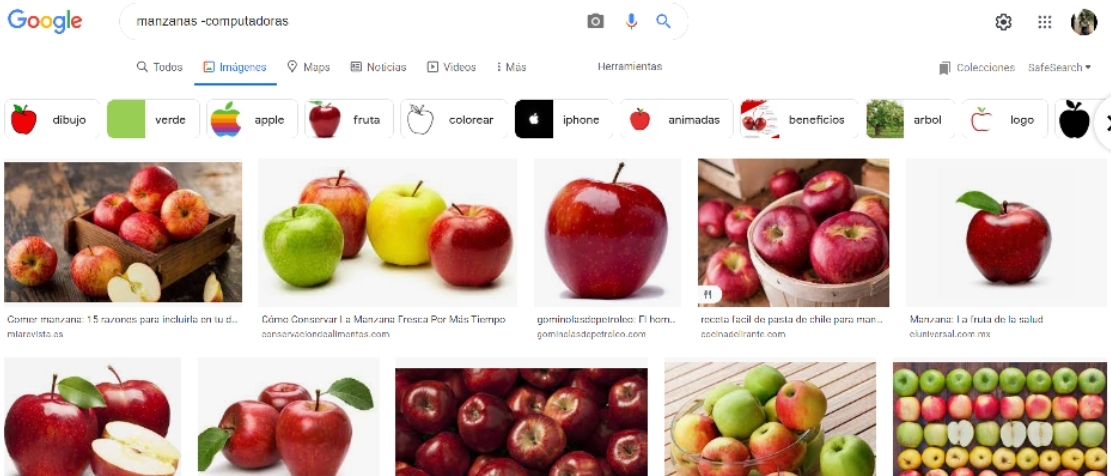 Google
manzanas -computadoras
Todos Imágenes Maps Noticias Videos Más Herramientas Colecciones SafeSearch
dibujo verde apple fruta colorear iphone animadas beneficios arbol logo
Comer manzana: 15 razones para incluirla en tu d... Cómo Conservar La Manzana Fresca Por Más Tiempo gominolasdepetroleo: El hom... receta facil de pasta de chile para man... Manzana: La fruta de la salud
miarevista.es conservaciondealimentos.com gominolasdepetroleo.com cocinadelirante.com eluniversal.com.mx